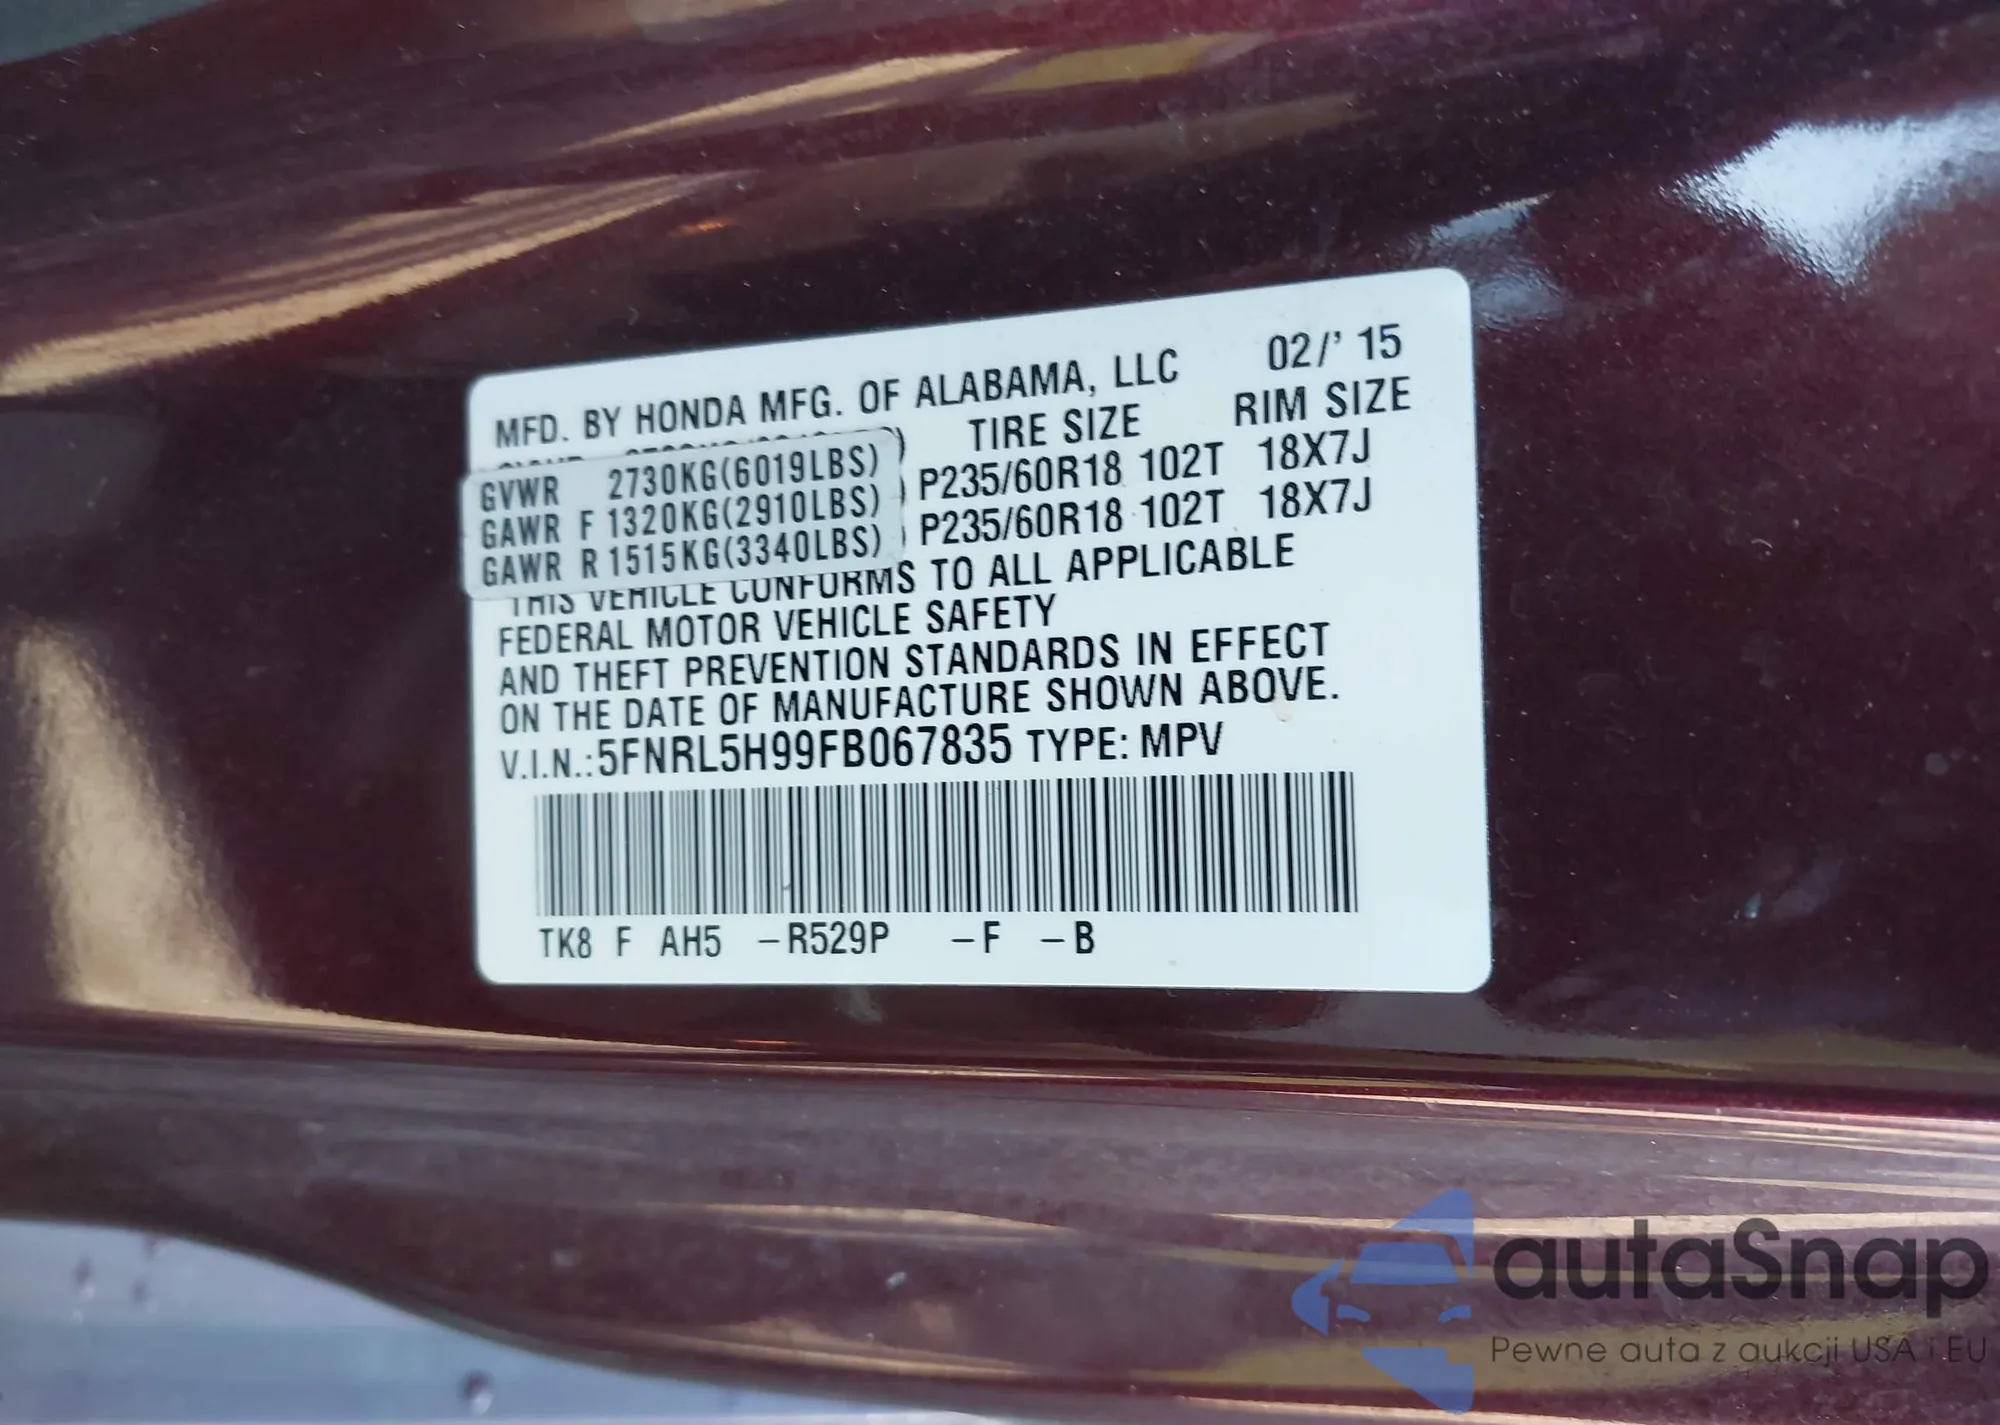 MFD. BY HONDA MFG. OF ALABAMA, LLC 02/' 15
TIRE SIZE RIM SIZE
GVWR 2730KG(6019LBS)
GAWR F 1320KG(2910LBS) P235/60R18 102T 18X7J
GAWR R 1515KG(3340LBS) P235/60R18 102T 18X7J
THIS VEHICLE CONFORMS TO ALL APPLICABLE
FEDERAL MOTOR VEHICLE SAFETY
AND THEFT PREVENTION STANDARDS IN EFFECT
ON THE DATE OF MANUFACTURE SHOWN ABOVE.
V.I.N.:5FNRL5H99FB067835 TYPE: MPV
TK8 F AH5 –R529P –F –B
autaSnap
Pewne auta z aukcji USA i EU